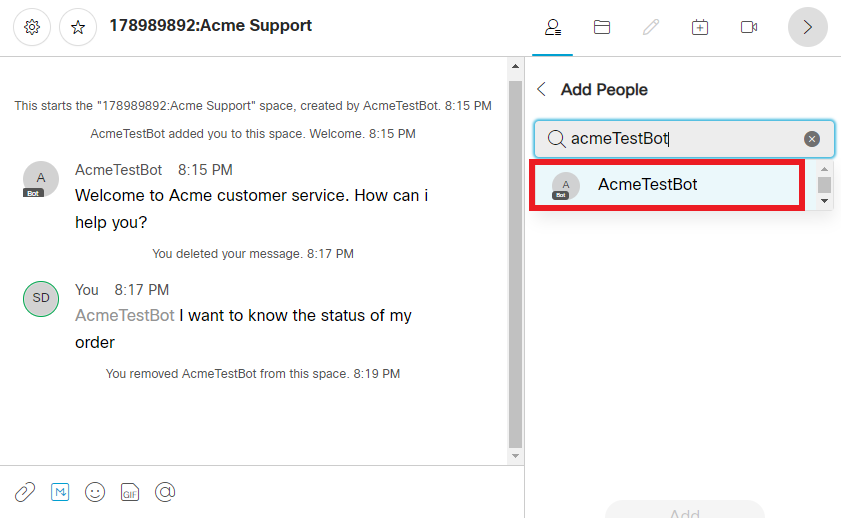 178989892:Acme Support
This starts the "178989892:Acme Support" space, created by AcmeTestBot. 8:15 PM
AcmeTestBot added you to this space. Welcome. 8:15 PM
A
Bot
AcmeTestBot 8:15 PM
Welcome to Acme customer service. How can i
help you?
You deleted your message. 8:17 PM
SD
You 8:17 PM
AcmeTestBot I want to know the status of my
order
You removed AcmeTestBot from this space. 8:19 PM
M
GIF
@
Add People
acmeTestBot
A
Bot
AcmeTestBot
Add